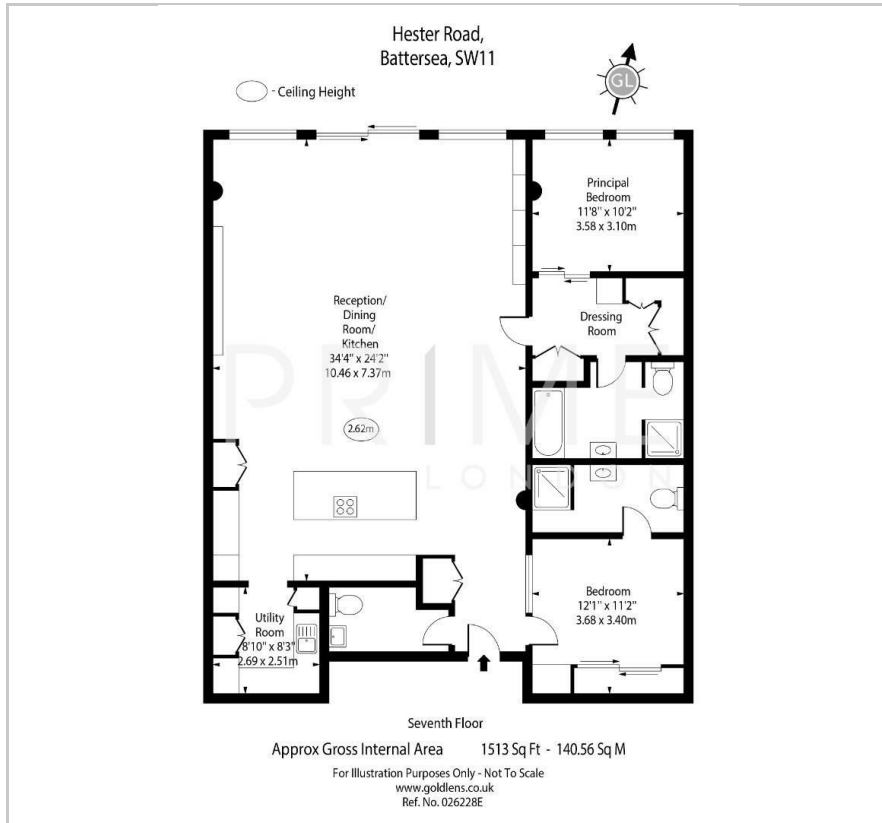 Hester Road,
Battersea, SW11
- Ceiling Height
GL
Principal
Bedroom
11'8" x 10'2"
3.58 x 3.10m
Reception/
Dining
Room/
Kitchen
34'4" x 24'2"
10.46 x 7.37m
Dressing
Room
PRIME
LONDON
2.62m
Bedroom
12'1" x 11'2"
3.68 x 3.40m
Utility
Room
8'10" x 8'3"
2.69 x 2.51m
Seventh Floor
Approx Gross Internal Area 1513 Sq Ft - 140.56 Sq M
For Illustration Purposes Only - Not To Scale
www.goldlens.co.uk
Ref. No. 026228E